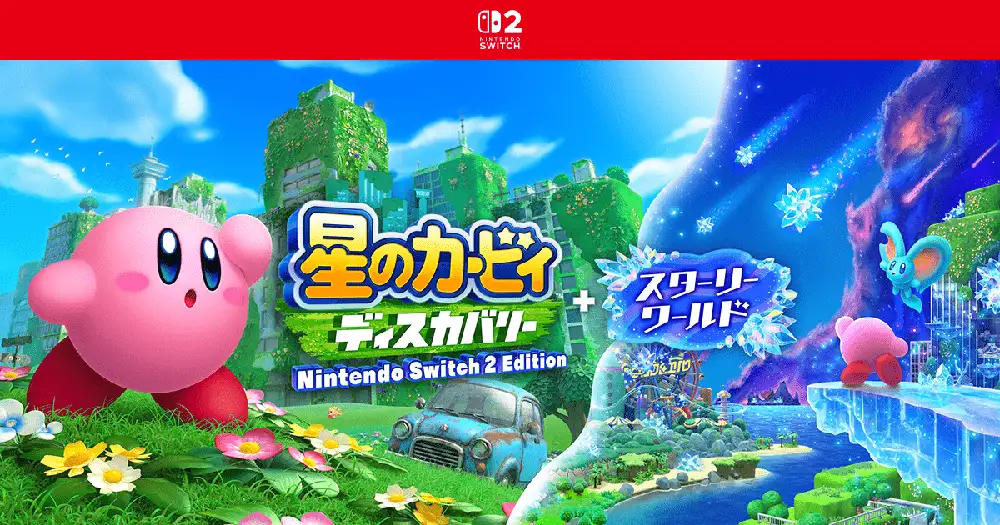 2
NINTENDO
SWITCH
星のカービィ
ディスカバリー
Nintendo Switch 2 Edition
+
スターリー
ワールド